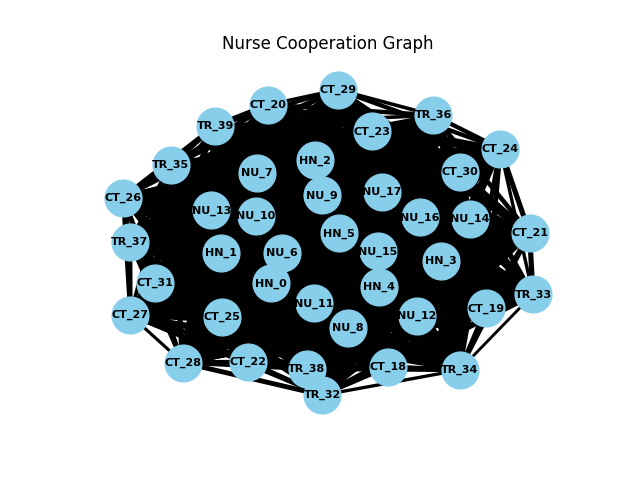 Nurse Cooperation Graph
CT_29
CT_20
TR_36
TR_39
CT_23
CT_24
HN_2
TR_35
CT_30
NU_7
NU_17
NU_9
CT_26
NU_13
NU_10
NU_16
NU_14
HN_5
CT_21
TR_37
NU_15
HN_1
NU_6
HN_3
CT_31
HN_0
HN_4
TR_33
NU_11
CT_19
CT_27
CT_25
NU_12
NU_8
CT_28
CT_22
TR_38
CT_18
TR_34
TR_32